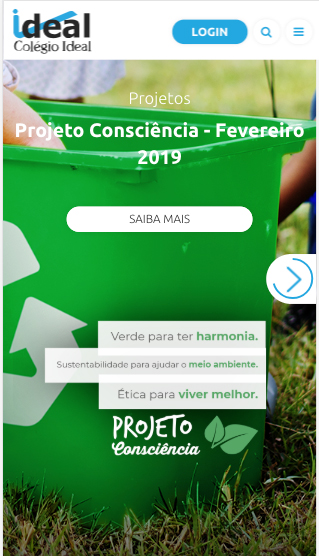 ideal
Colégio Ideal
LOGIN
Projetos
Projeto Consciência - Fevereiro
2019
SAIBA MAIS
Verde para ter harmonia.
Sustentabilidade para ajudar o meio ambiente.
Ética para viver melhor.
PROJETO
Consciência